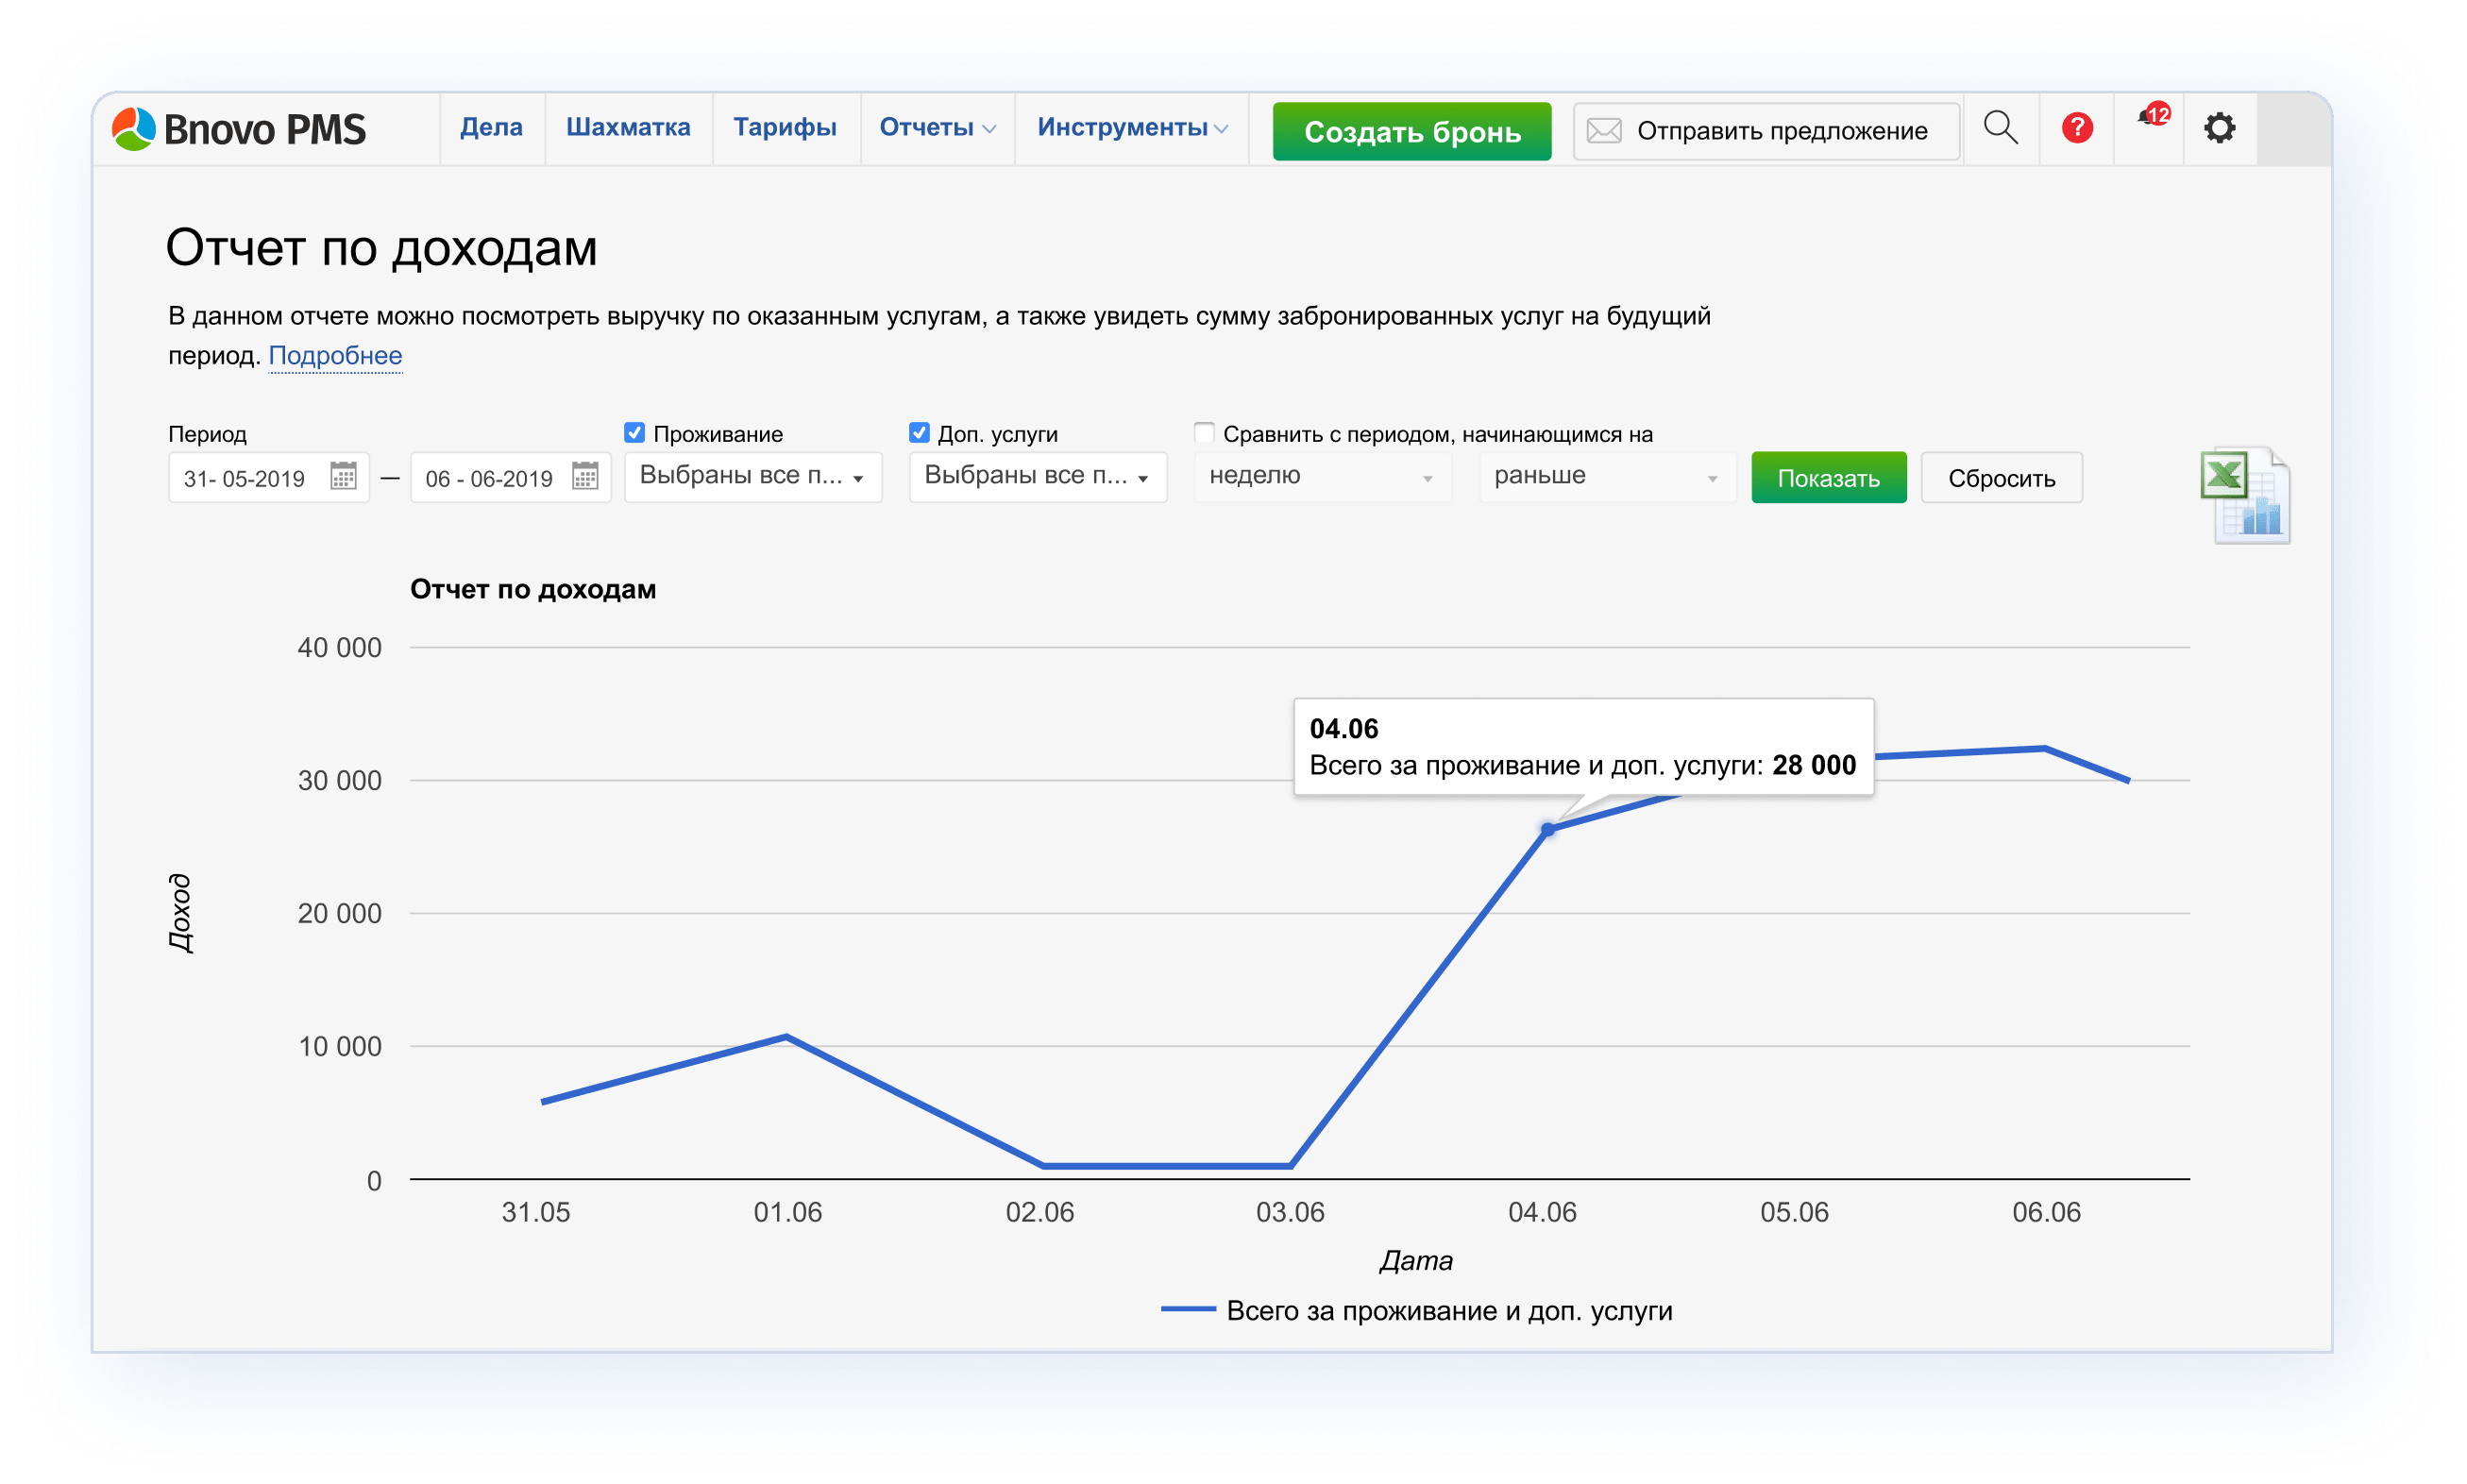 Bnovo PMS
Дела
Шахматка
Тарифы
Отчеты
Инструменты
Создать бронь
Отправить предложение
?
12
Отчет по доходам
В данном отчете можно посмотреть выручку по оказанным услугам, а также увидеть сумму забронированных услуг на будущий
период. Подробнее
Период
Проживание
Доп. услуги
Сравнить с периодом, начинающимся на
31- 05-2019
—
06 - 06-2019
Выбраны все п...
Выбраны все п...
неделю
раньше
Показать
Сбросить
Отчет по доходам
40 000
30 000
20 000
10 000
0
Доход
04.06
Всего за проживание и доп. услуги: 28 000
31.05
01.06
02.06
03.06
04.06
05.06
06.06
Дата
Всего за проживание и доп. услуги